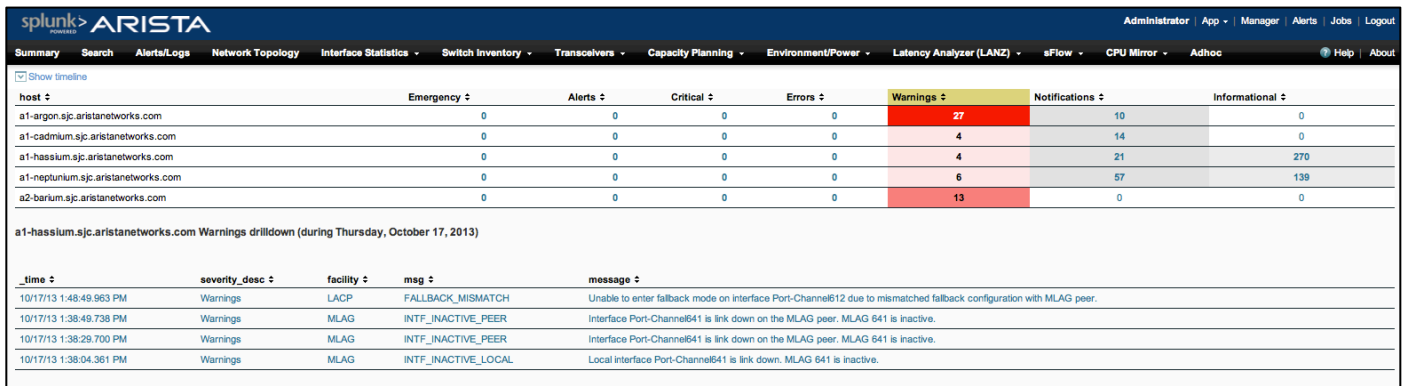 splunk> ARISTA
POWERED
Administrator | App | Manager | Alerts | Jobs | Logout
Summary Search Alerts/Logs Network Topology Interface Statistics Switch Inventory Transceivers Capacity Planning Environment/Power Latency Analyzer (LANZ) sFlow CPU Mirror Adhoc ? Help | About
Show timeline
host Emergency Alerts Critical Errors Warnings Notifications Informational
a1-argon.sjc.aristanetworks.com 0 0 0 0 27 10 0
a1-cadmium.sjc.aristanetworks.com 0 0 0 0 4 14 0
a1-hassium.sjc.aristanetworks.com 0 0 0 0 4 21 270
a1-neptunium.sjc.aristanetworks.com 0 0 0 0 6 57 139
a2-barium.sjc.aristanetworks.com 0 0 0 0 13 0 0
a1-hassium.sjc.aristanetworks.com Warnings drilldown (during Thursday, October 17, 2013)
_time severity_desc facility msg message
10/17/13 1:48:49.963 PM Warnings LACP FALLBACK_MISMATCH Unable to enter fallback mode on interface Port-Channel612 due to mismatched fallback configuration with MLAG peer.
10/17/13 1:38:49.738 PM Warnings MLAG INTF_INACTIVE_PEER Interface Port-Channel641 is link down on the MLAG peer. MLAG 641 is inactive.
10/17/13 1:38:29.700 PM Warnings MLAG INTF_INACTIVE_PEER Interface Port-Channel641 is link down on the MLAG peer. MLAG 641 is inactive.
10/17/13 1:38:04.361 PM Warnings MLAG INTF_INACTIVE_LOCAL Local interface Port-Channel641 is link down. MLAG 641 is inactive.